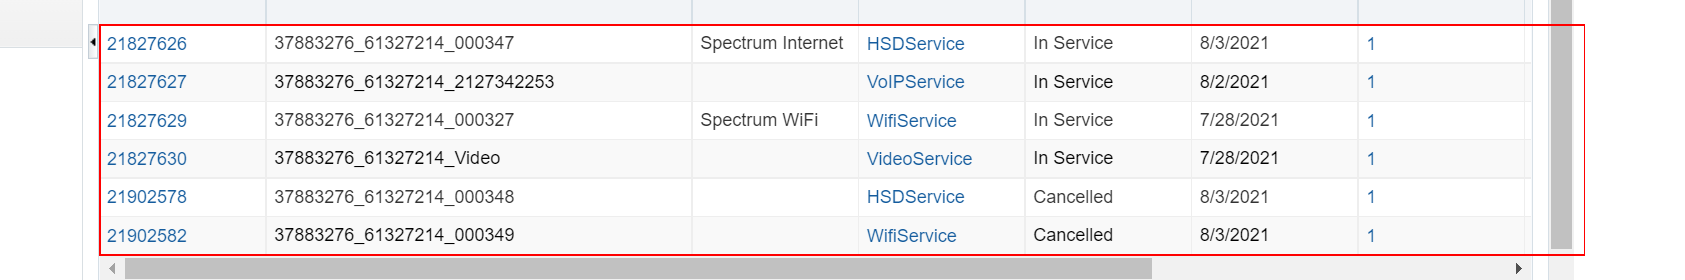 21827626 37883276_61327214_000347 Spectrum Internet HSDService In Service 8/3/2021 1
21827627 37883276_61327214_2127342253 VoIPService In Service 8/2/2021 1
21827629 37883276_61327214_000327 Spectrum WiFi WifiService In Service 7/28/2021 1
21827630 37883276_61327214_Video VideoService In Service 7/28/2021 1
21902578 37883276_61327214_000348 HSDService Cancelled 8/3/2021 1
21902582 37883276_61327214_000349 WifiService Cancelled 8/3/2021 1